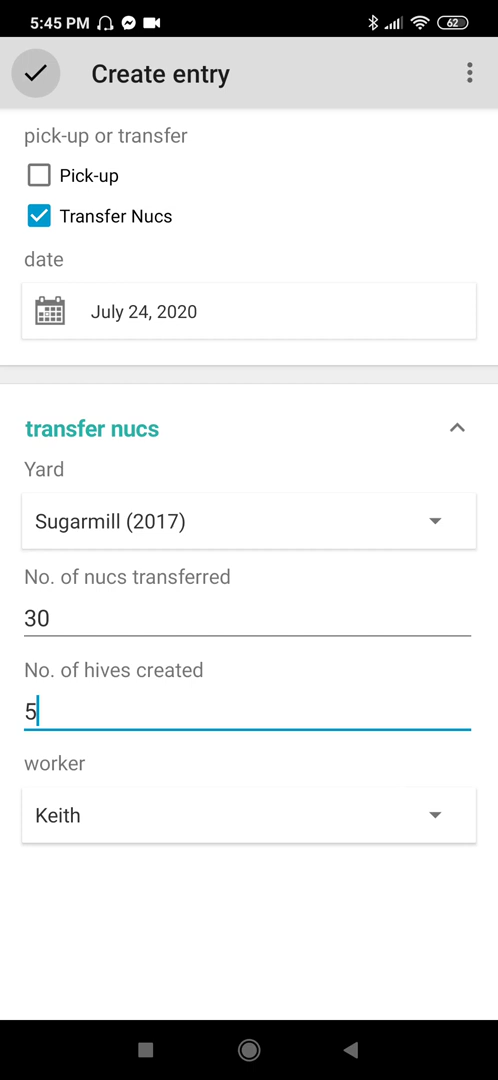 5:45 PM
62
Create entry
pick-up or transfer
Pick-up
Transfer Nucs
date
July 24, 2020
transfer nucs
Yard
Sugarmill (2017)
No. of nucs transferred
30
No. of hives created
5
worker
Keith